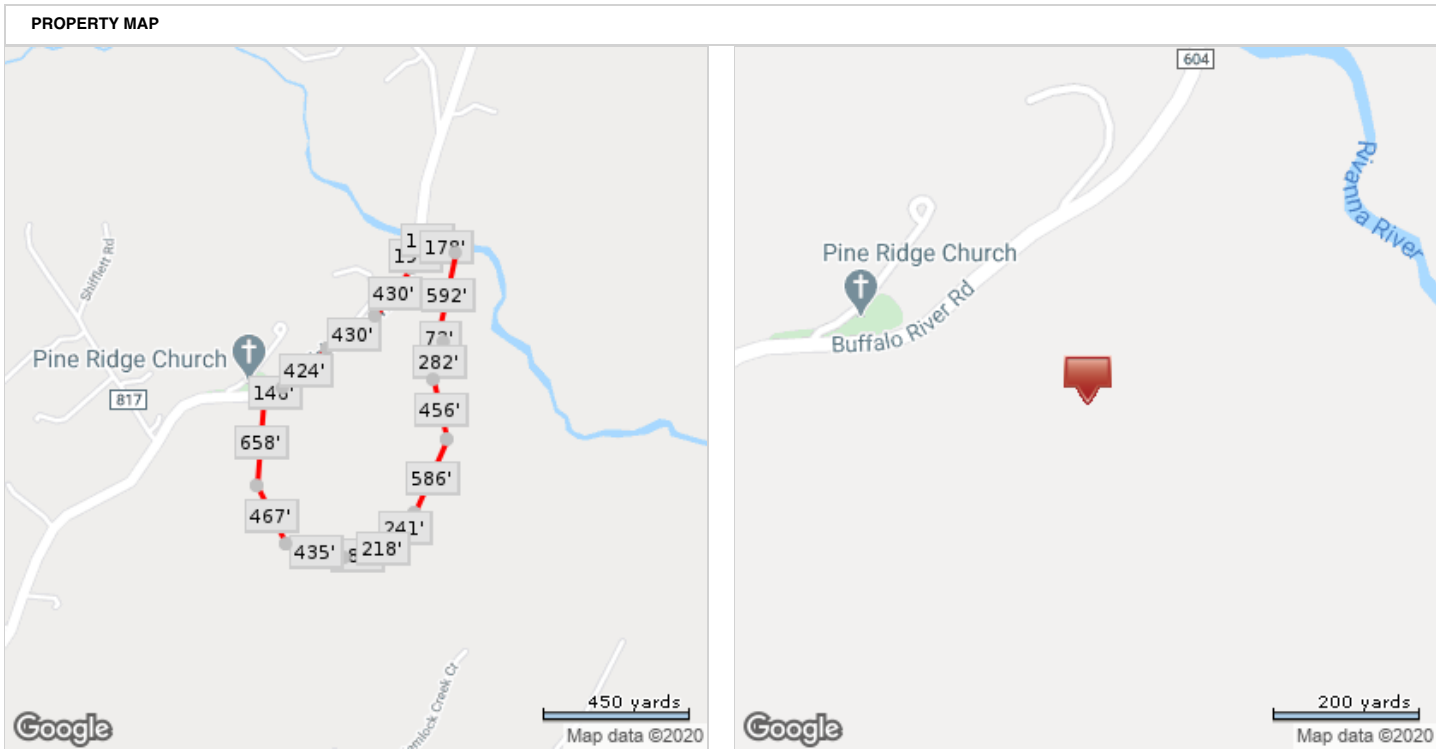 PROPERTY MAP
178'
430'
592'
430'
282'
424'
456'
658'
586'
467'
241'
435'
218'
Shifflett Rd
Pine Ridge Church
817
450 yards
Google
Map data ©2020
604
Rivanna River
Pine Ridge Church
Buffalo River Rd
200 yards
Google
Map data ©2020